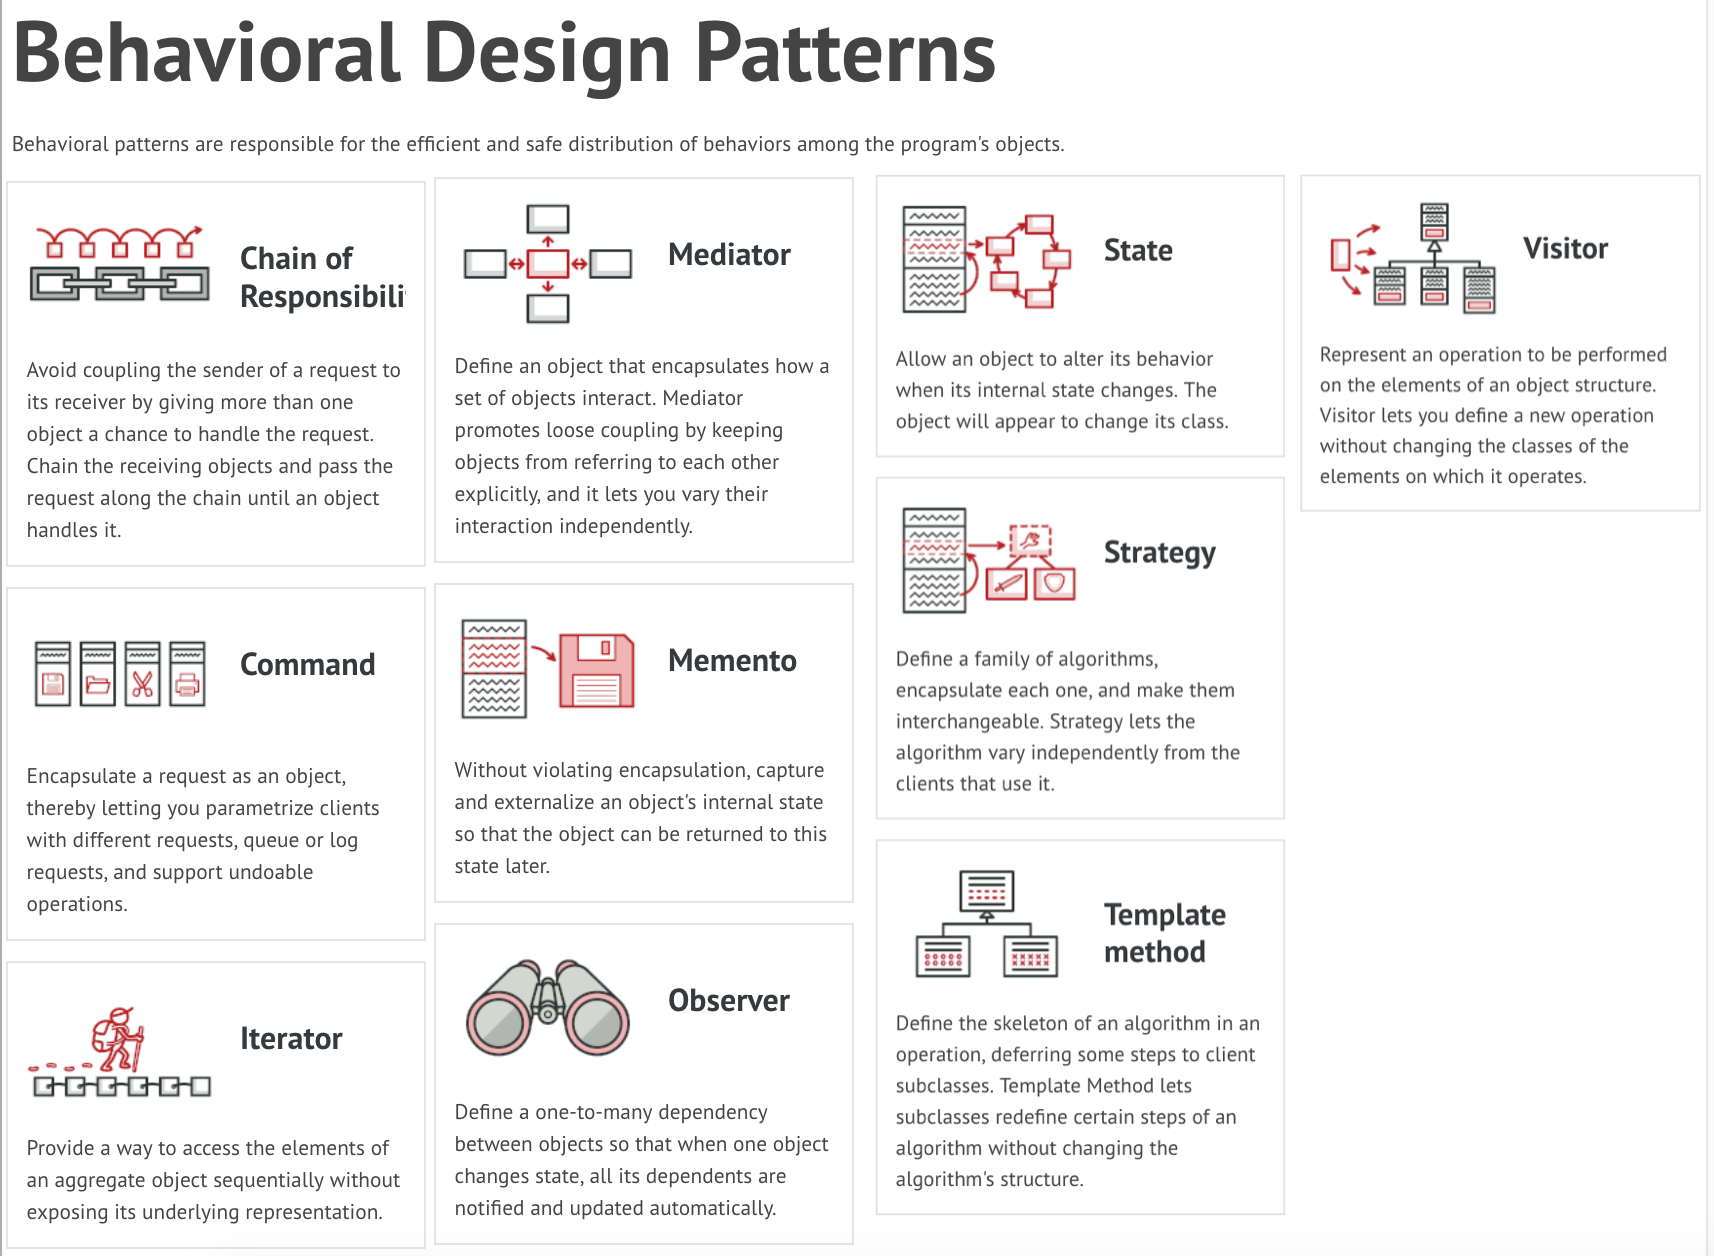 Behavioral Design Patterns
Behavioral patterns are responsible for the efficient and safe distribution of behaviors among the program's objects.
Chain of
Responsibili
Avoid coupling the sender of a request to
its receiver by giving more than one
object a chance to handle the request.
Chain the receiving objects and pass the
request along the chain until an object
handles it.
Command
Encapsulate a request as an object,
thereby letting you parametrize clients
with different requests, queue or log
requests, and support undoable
operations.
Iterator
Provide a way to access the elements of
an aggregate object sequentially without
exposing its underlying representation.
Mediator
Define an object that encapsulates how a
set of objects interact. Mediator
promotes loose coupling by keeping
objects from referring to each other
explicitly, and it lets you vary their
interaction independently.
Memento
Without violating encapsulation, capture
and externalize an object's internal state
so that the object can be returned to this
state later.
Observer
Define a one-to-many dependency
between objects so that when one object
changes state, all its dependents are
notified and updated automatically.
State
Allow an object to alter its behavior
when its internal state changes. The
object will appear to change its class.
Strategy
Define a family of algorithms,
encapsulate each one, and make them
interchangeable. Strategy lets the
algorithm vary independently from the
clients that use it.
Template
method
Define the skeleton of an algorithm in an
operation, deferring some steps to client
subclasses. Template Method lets
subclasses redefine certain steps of an
algorithm without changing the
algorithm's structure.
Visitor
Represent an operation to be performed
on the elements of an object structure.
Visitor lets you define a new operation
without changing the classes of the
elements on which it operates.